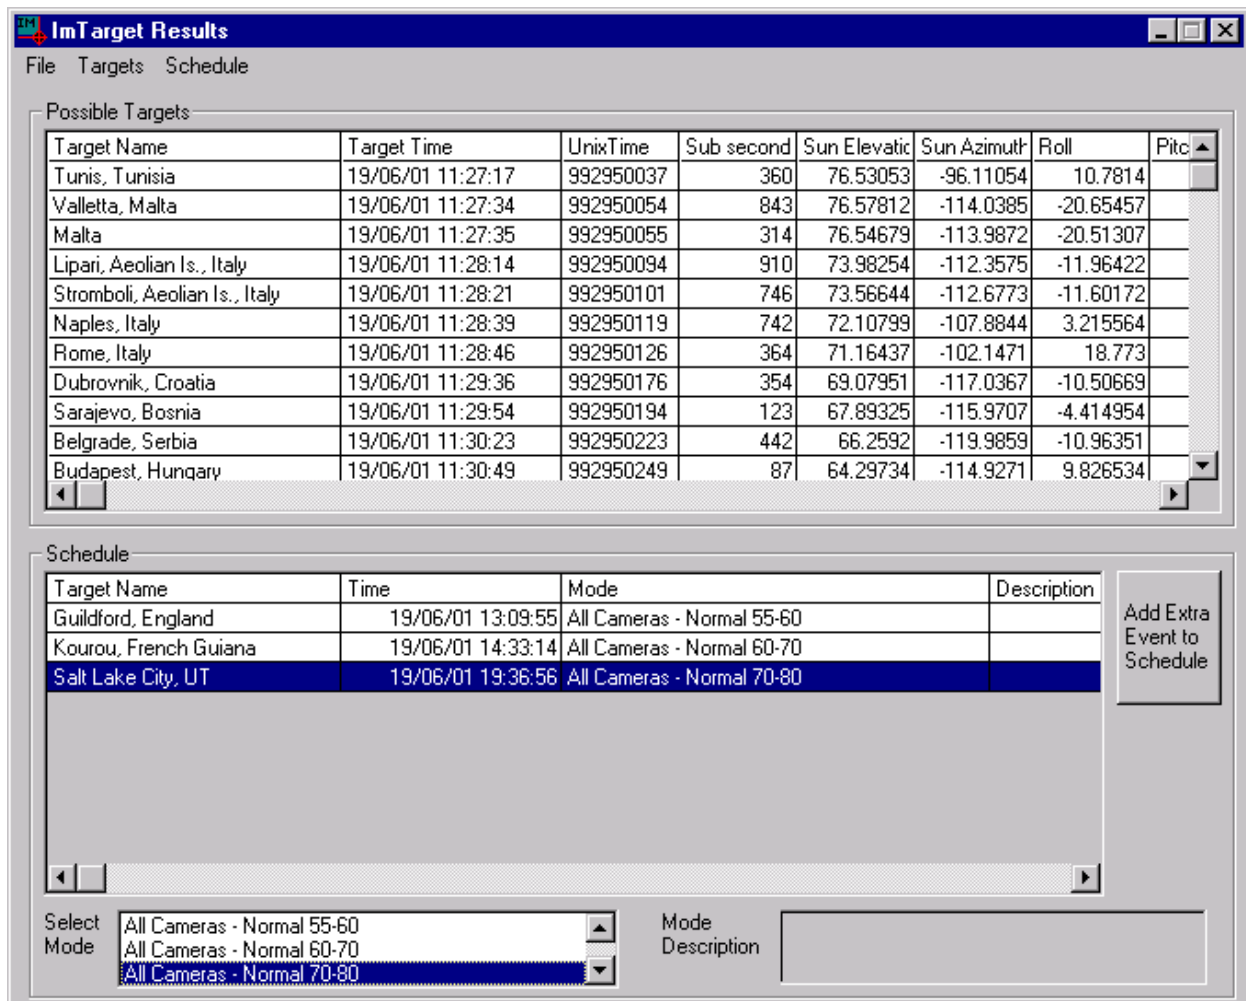 IM ImTarget Results
File Targets Schedule
Possible Targets
Target Name Target Time UnixTime Sub second Sun Elevatic Sun Azimuth Roll Pitc
Tunis, Tunisia 19/06/01 11:27:17 992950037 360 76.53053 -96.11054 10.7814
Valletta, Malta 19/06/01 11:27:34 992950054 843 76.57812 -114.0385 -20.65457
Malta 19/06/01 11:27:35 992950055 314 76.54679 -113.9872 -20.51307
Lipari, Aeolian Is., Italy 19/06/01 11:28:14 992950094 910 73.98254 -112.3575 -11.96422
Stromboli, Aeolian Is., Italy 19/06/01 11:28:21 992950101 746 73.56644 -112.6773 -11.60172
Naples, Italy 19/06/01 11:28:39 992950119 742 72.10799 -107.8844 3.215564
Rome, Italy 19/06/01 11:28:46 992950126 364 71.16437 -102.1471 18.773
Dubrovnik, Croatia 19/06/01 11:29:36 992950176 354 69.07951 -117.0367 -10.50669
Sarajevo, Bosnia 19/06/01 11:29:54 992950194 123 67.89325 -115.9707 -4.414954
Belgrade, Serbia 19/06/01 11:30:23 992950223 442 66.2592 -119.9859 -10.96351
Budapest, Hungary 19/06/01 11:30:49 992950249 87 64.29734 -114.9271 9.826534
Schedule
Target Name Time Mode Description
Guildford, England 19/06/01 13:09:55 All Cameras - Normal 55-60
Kourou, French Guiana 19/06/01 14:33:14 All Cameras - Normal 60-70
Salt Lake City, UT 19/06/01 19:36:56 All Cameras - Normal 70-80
Add Extra
Event to
Schedule
Select
Mode
All Cameras - Normal 55-60
All Cameras - Normal 60-70
All Cameras - Normal 70-80
Mode
Description